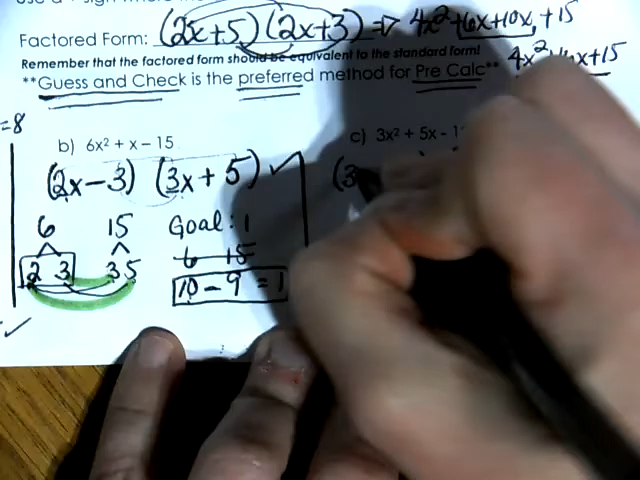 Factored Form: (2x+5)(2x+3) ⇒ 4x²+6x+10x+15
Remember that the factored form should be equivalent to the standard form!
4x² x+15
**Guess and Check is the preferred method for Pre Calc**
=8
b) 6x² + x – 15
c) 3x² + 5x – 1
(2x–3) (3x+5) ✓
(3
6 15 Goal: 1
6 15
2 3 3 5
10 – 9 = 1
✓